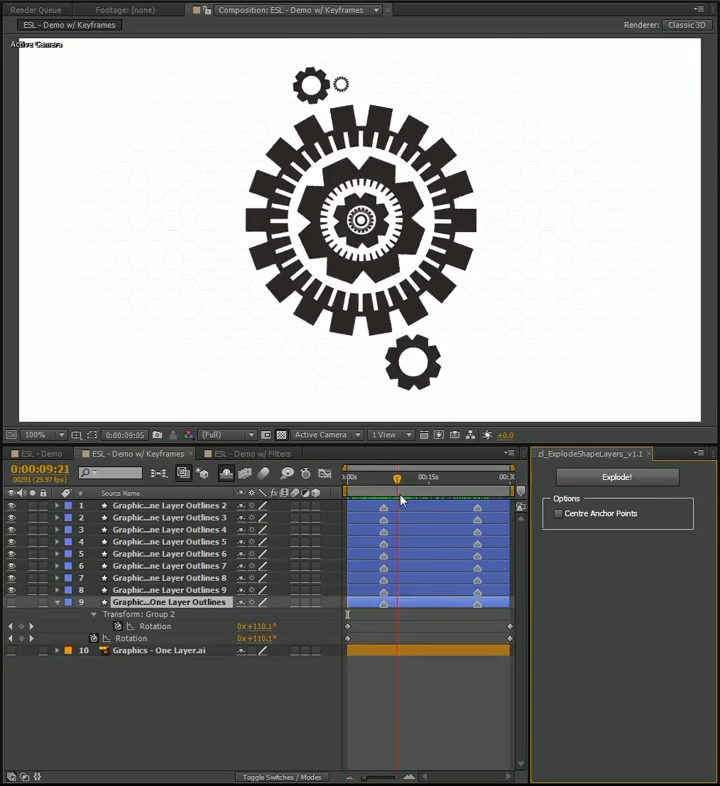 Render Queue Footage: (none) Composition: ESL - Demo w/ Keyframes
ESL - Demo w/ Keyframes Renderer: Classic 3D
Active Camera
100% 0:00:09:05 (Full) Active Camera 1 View +0.0
ESL - Demo ESL - Demo w/ Keyframes ESL - Demo w/ Filters zl_ExplodeShapeLayers_v1.1
0:00:09:21
00291 (29.97 fps)
00:15s
Explode!
# Source Name fx
Options
Centre Anchor Points
1 Graphic...ne Layer Outlines 2
2 Graphic...ne Layer Outlines 3
3 Graphic...ne Layer Outlines 4
4 Graphic...ne Layer Outlines 5
5 Graphic...ne Layer Outlines 6
6 Graphic...ne Layer Outlines 7
7 Graphic...ne Layer Outlines 8
8 Graphic...ne Layer Outlines 9
9 Graphic...One Layer Outlines
Transform: Group 2
Rotation 0x+110.1°
Rotation 0x+110.1°
10 Graphics - One Layer.ai
Toggle Switches / Modes